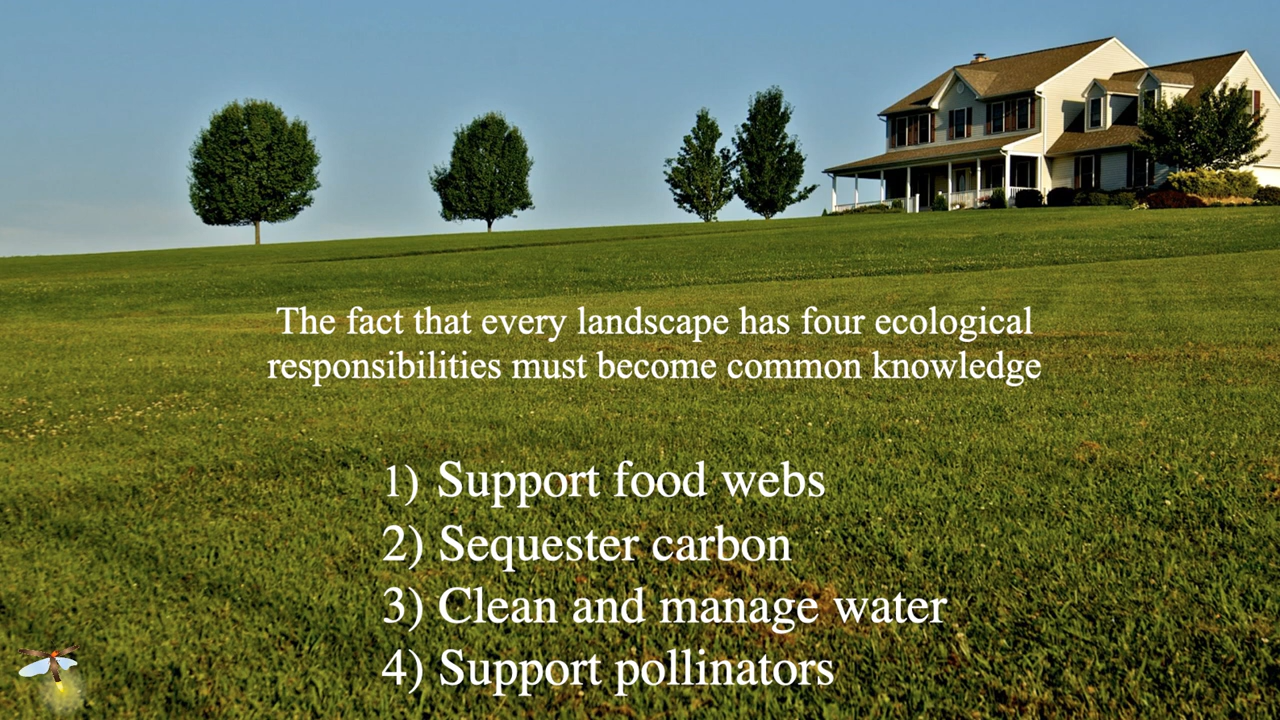 The fact that every landscape has four ecological
responsibilities must become common knowledge
1) Support food webs
2) Sequester carbon
3) Clean and manage water
4) Support pollinators